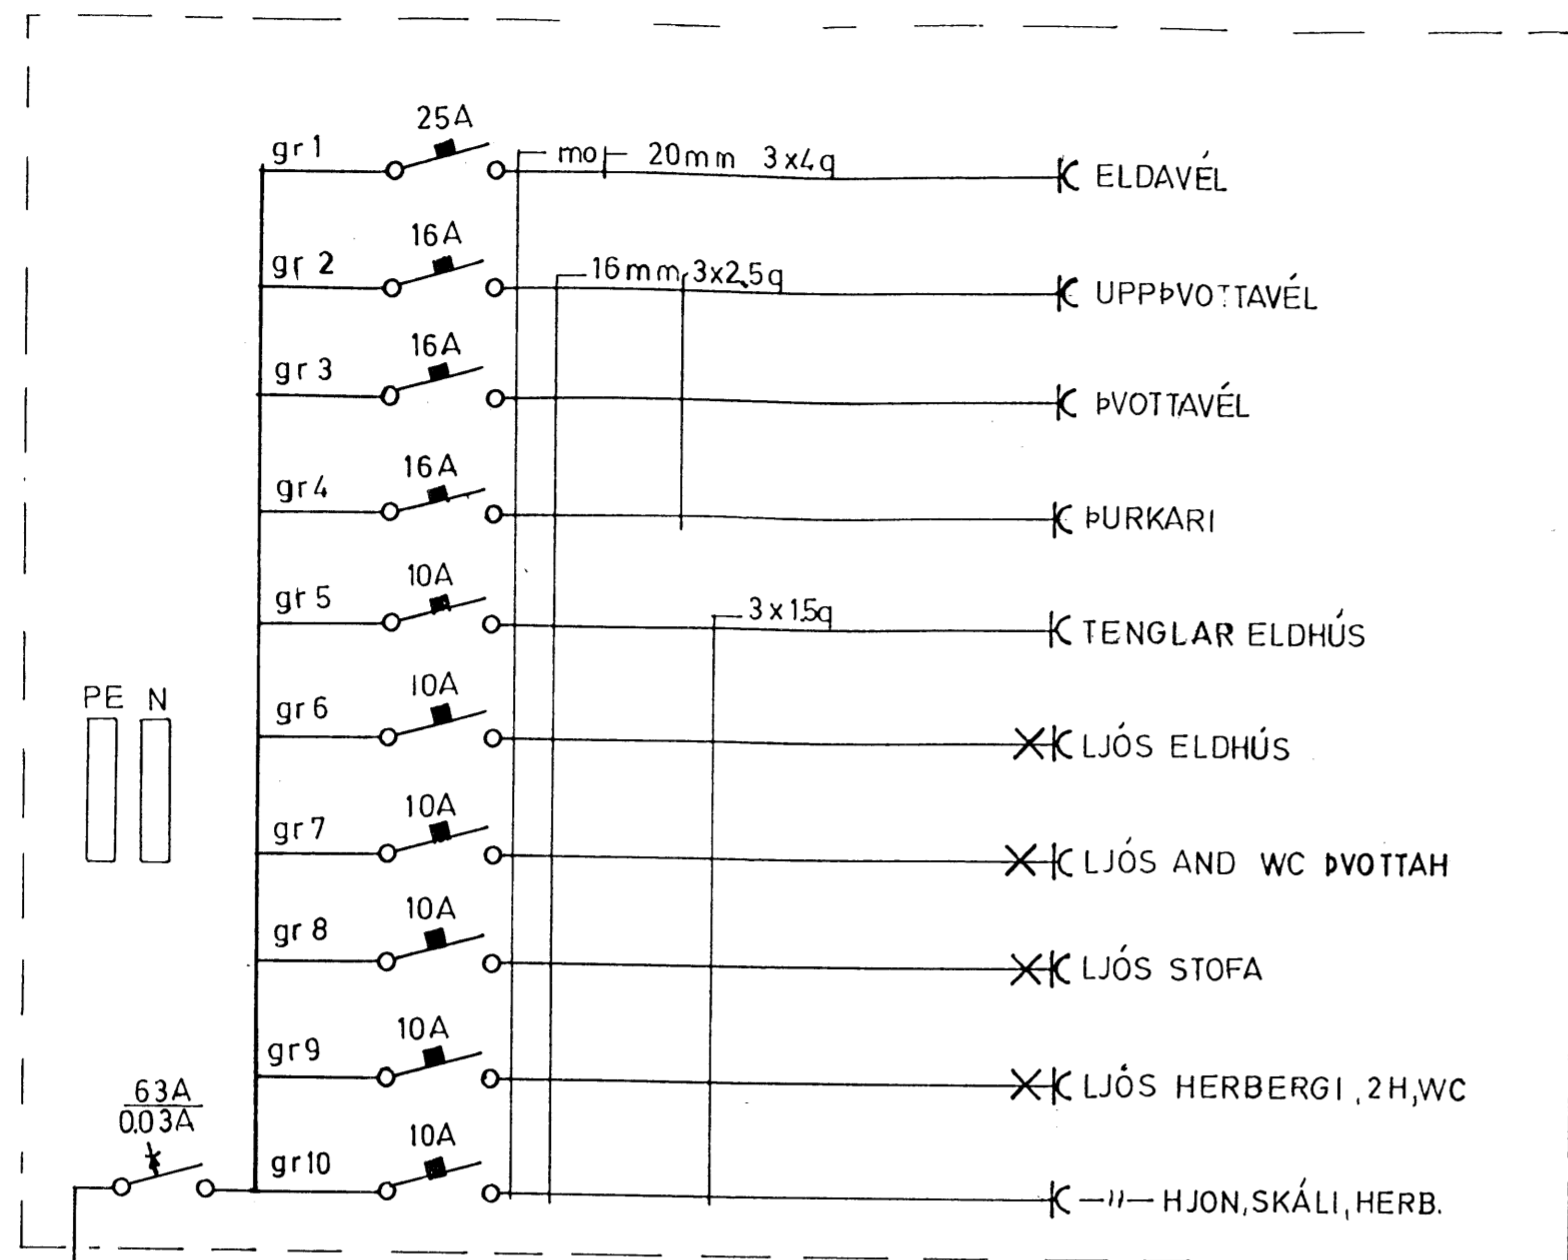 25A
gr 1 mo 20mm 3x4q ELDAVÉL
16A
gr 2 16mm 3x2,5q UPPÞVOTTAVÉL
16A
gr 3 ÞVOTTAVÉL
16A
gr 4 ÞURKARI
10A
gr 5 3x1.5q TENGLAR ELDHÚS
PE N
10A
gr 6 LJÓS ELDHÚS
10A
gr 7 LJÓS AND WC ÞVOTTAH
10A
gr 8 LJÓS STOFA
10A
gr 9 LJÓS HERBERGI ,2H,WC
63A
0.03A
10A
gr 10 —〃— HJON,SKÁLI,HERB.